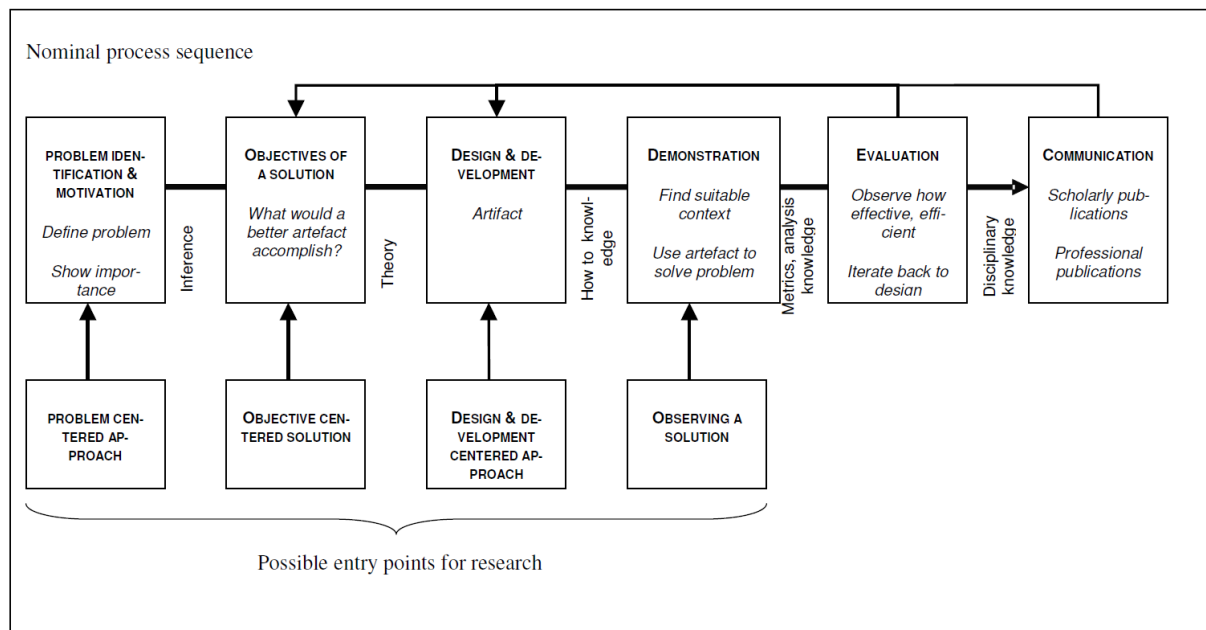 Nominal process sequence
PROBLEM IDEN-
TIFICATION &
MOTIVATION
Define problem
Show impor-
tance
Inference
OBJECTIVES OF
A SOLUTION
What would a
better artefact
accomplish?
Theory
DESIGN & DE-
VELOPMENT
Artifact
How to knowl-
edge
DEMONSTRATION
Find suitable
context
Use artefact to
solve problem
Metrics, analysis
knowledge
EVALUATION
Observe how
effective, effi-
cient
Iterate back to
design
Disciplinary
knowledge
COMMUNICATION
Scholarly pub-
lications
Professional
publications
PROBLEM CEN-
TERED AP-
PROACH
OBJECTIVE CEN-
TERED SOLUTION
DESIGN & DE-
VELOPMENT
CENTERED AP-
PROACH
OBSERVING A
SOLUTION
Possible entry points for research